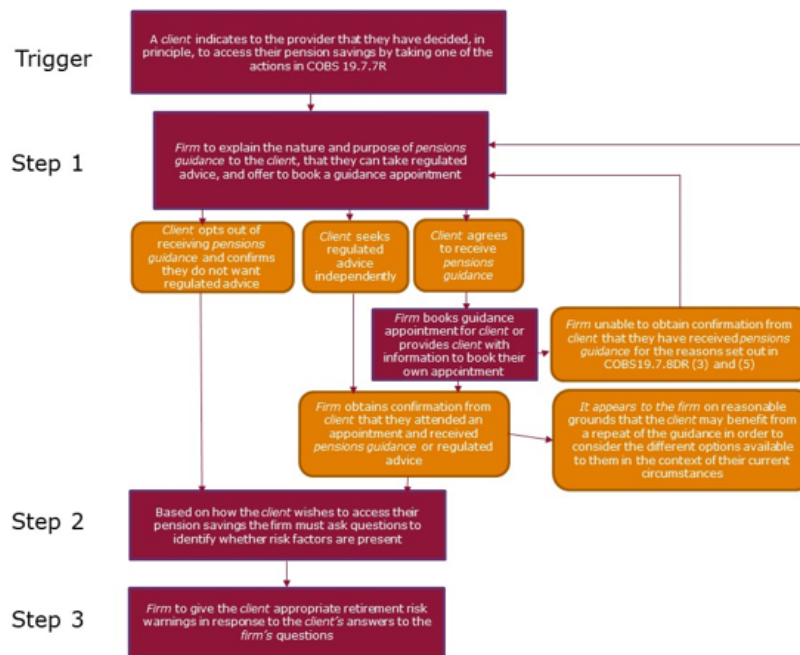 Trigger
A client indicates to the provider that they have decided, in
principle, to access their pension savings by taking one of the
actions in COBS 19.7.7R
Step 1
Firm to explain the nature and purpose of pensions
guidance to the client, that they can take regulated
advice, and offer to book a guidance appointment
Client opts out of
receiving pensions
guidance and confirms
they do not want
regulated advice
Client seeks
regulated
advice
independently
Client agrees
to receive
pensions
guidance
Firm books guidance
appointment for client or
provides client with
information to book their
own appointment
Firm unable to obtain confirmation from
client that they have received pensions
guidance for the reasons set out in
COBS19.7.8DR (3) and (5)
Firm obtains confirmation from
client that they attended an
appointment and received
pensions guidance or regulated
advice
It appears to the firm on reasonable
grounds that the client may benefit from
a repeat of the guidance in order to
consider the different options available
to them in the context of their current
circumstances
Step 2
Based on how the client wishes to access their
pension savings the firm must ask questions to
identify whether risk factors are present
Step 3
Firm to give the client appropriate retirement risk
warnings in response to the client's answers to the
firm's questions